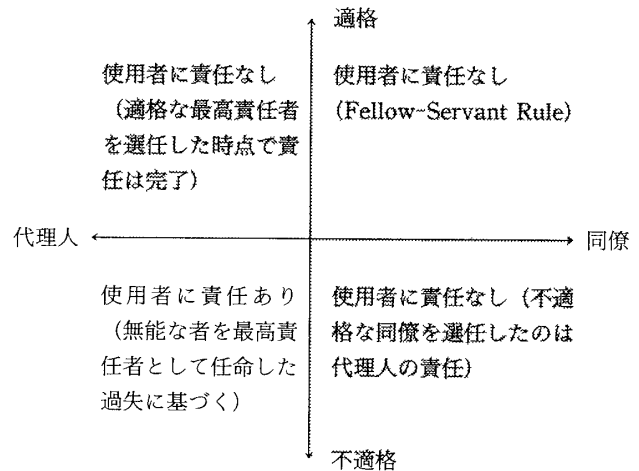 適格
使用者に責任なし
（適格な最高責任者
を選任した時点で責
任は完了）
使用者に責任なし
（Fellow-Servant Rule）
代理人
同僚
使用者に責任あり
（無能な者を最高責
任者として任命した
過失に基づく）
使用者に責任なし（不適
格な同僚を選任したのは
代理人の責任）
不適格